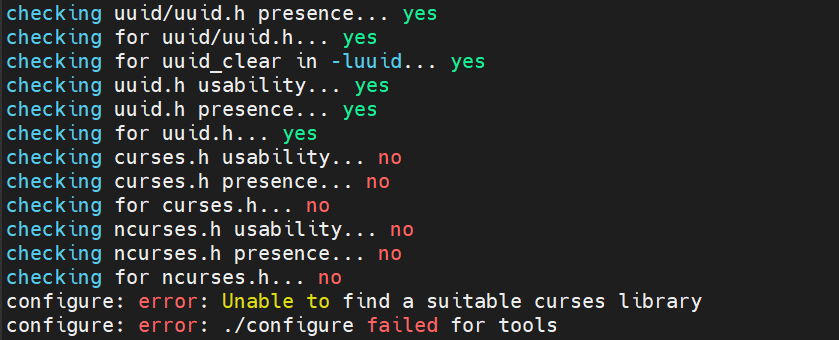 checking uuid/uuid.h presence... yes
checking for uuid/uuid.h... yes
checking for uuid_clear in -luuid... yes
checking uuid.h usability... yes
checking uuid.h presence... yes
checking for uuid.h... yes
checking curses.h usability... no
checking curses.h presence... no
checking for curses.h... no
checking ncurses.h usability... no
checking ncurses.h presence... no
checking for ncurses.h... no
configure: error: Unable to find a suitable curses library
configure: error: ./configure failed for tools